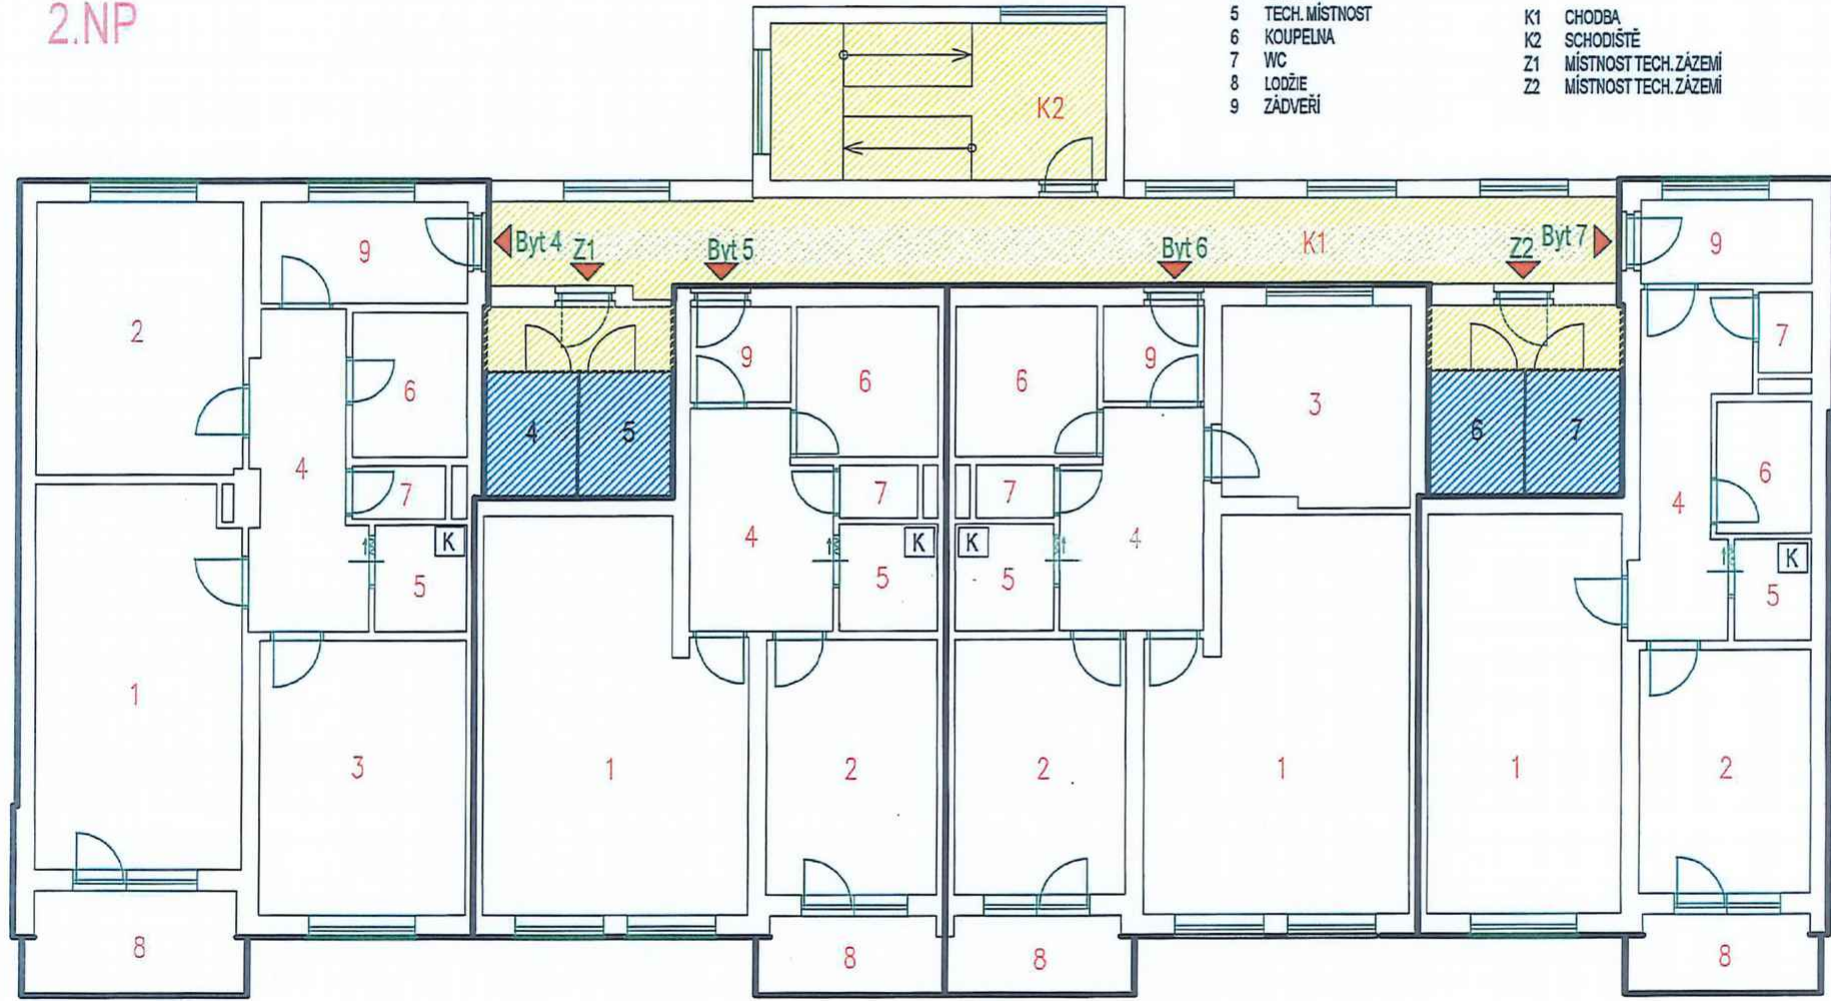 2.NP
5 TECH. MÍSTNOST
6 KOUPELNA
7 WC
8 LODŽIE
9 ZÁDVEŘÍ
K1 CHODBA
K2 SCHODIŠTĚ
Z1 MÍSTNOST TECH. ZÁZEMÍ
Z2 MÍSTNOST TECH. ZÁZEMÍ
K2
9 Byt 4 Z1 Byt 5 Byt 6 K1 Z2 Byt 7 9
2 6 9 6 6 9 3 7
4 5 6 7
4 7 7 7 4 6
K 4 K K 4 K
5 5 5 5
1 3 1 2 2 1 1 2
8 8 8 8